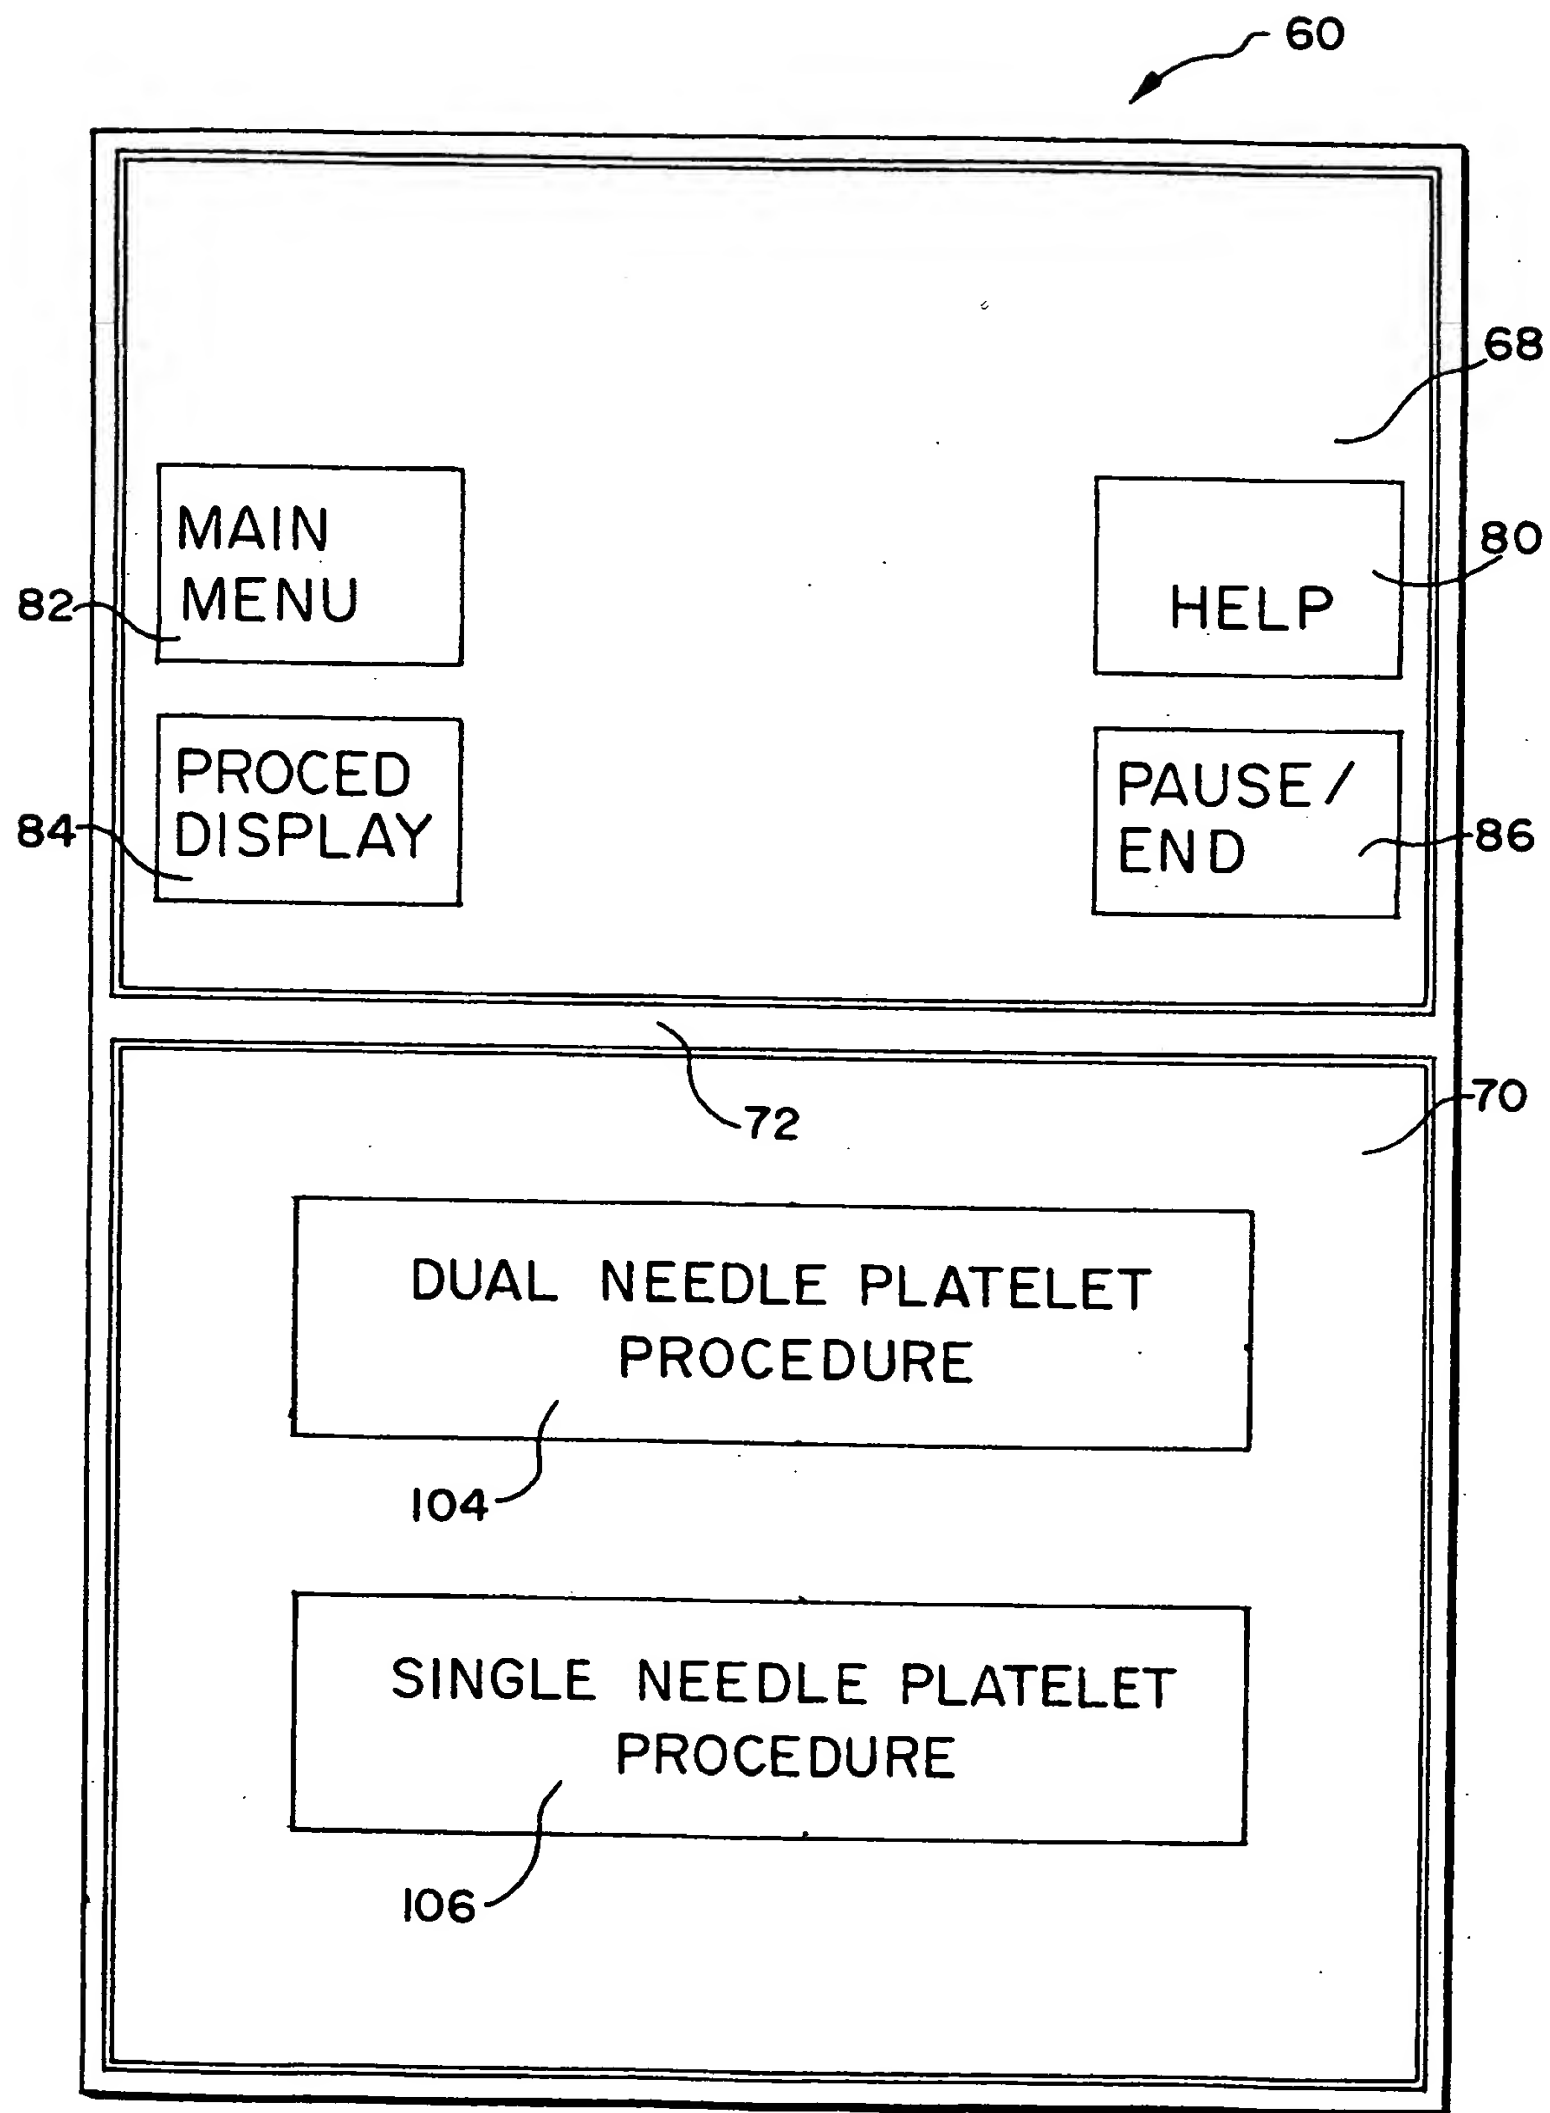 60
68
MAIN
MENU
82
80
HELP
PROCED
DISPLAY
84
PAUSE/
END
86
72
70
DUAL NEEDLE PLATELET
PROCEDURE
104
SINGLE NEEDLE PLATELET
PROCEDURE
106